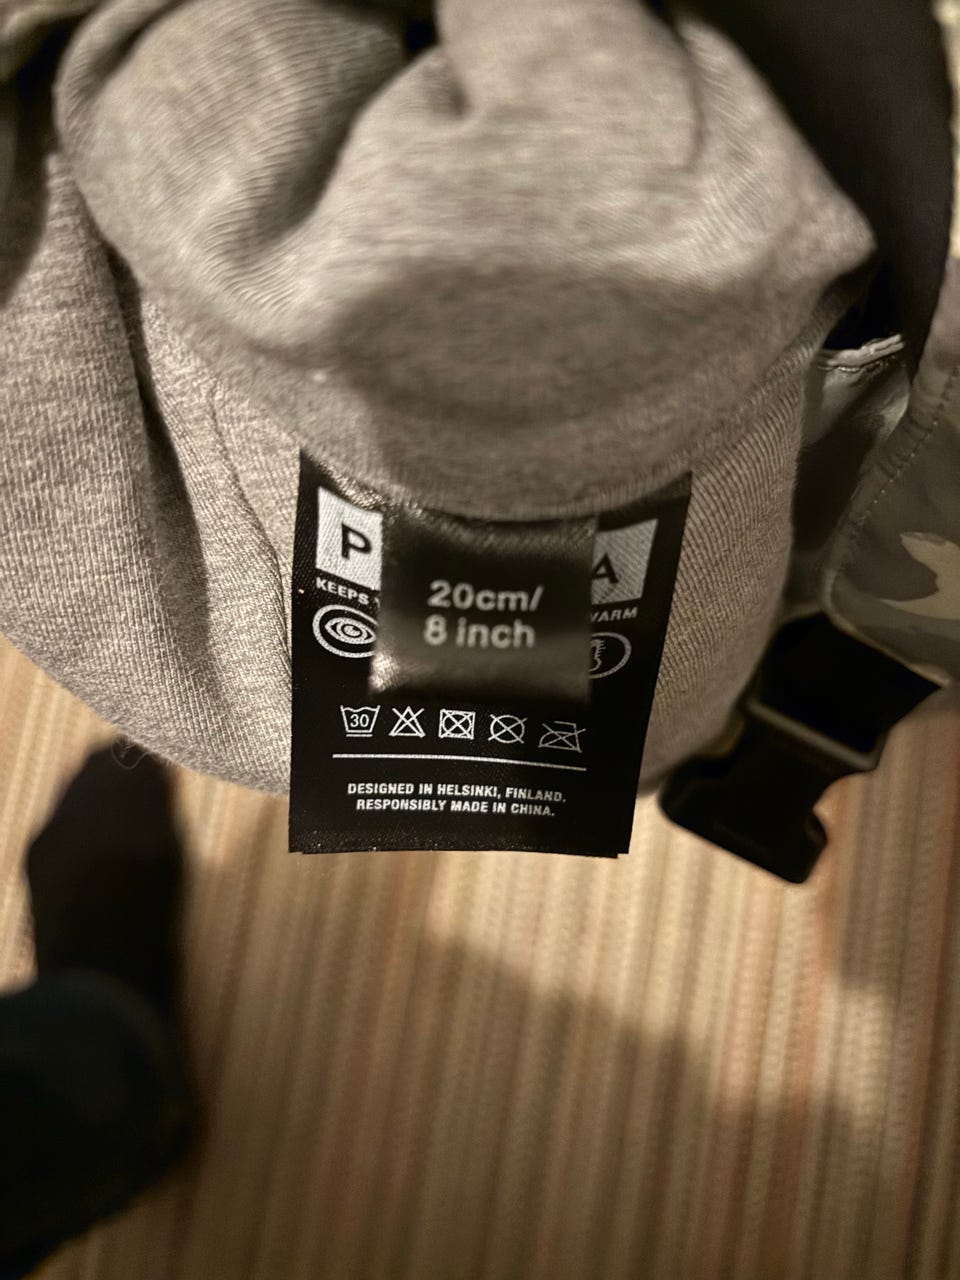 P A
KEEPS WARM
20cm/
8 inch
30
DESIGNED IN HELSINKI, FINLAND.
RESPONSIBLY MADE IN CHINA.